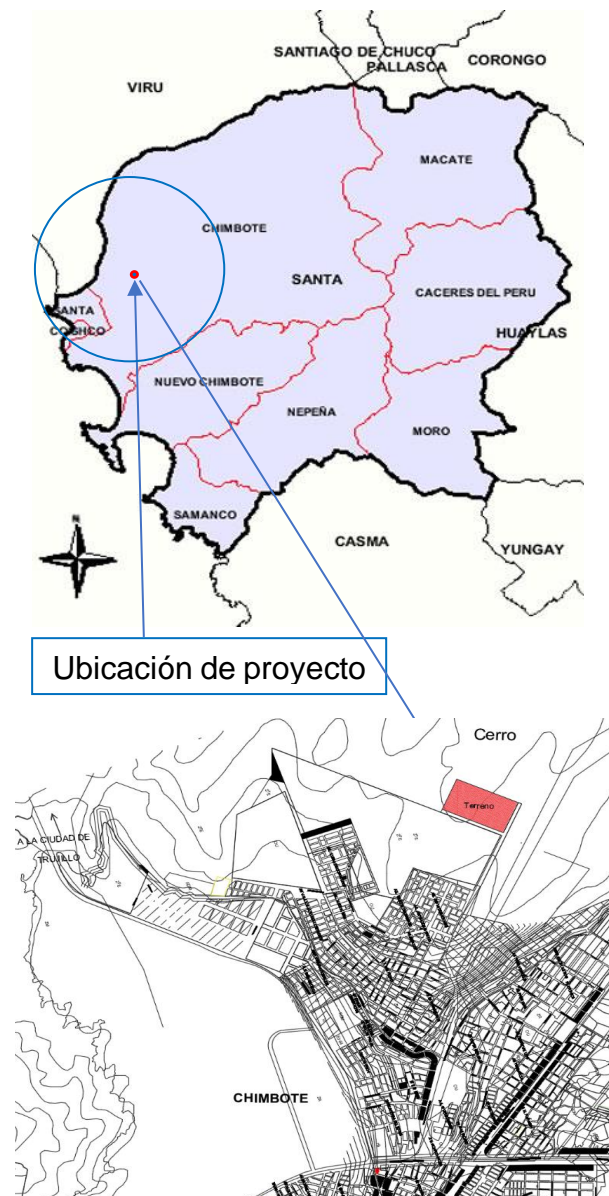 SANTIAGO DE CHUCO
PALLASCA
CORONGO
VIRU
MACATE
CHIMBOTE
SANTA
CACERES DEL PERU
SANTA
COISHCO
HUAYLAS
NUEVO CHIMBOTE
NEPEÑA
MORO
SAMANCO
N
CASMA
YUNGAY
Ubicación de proyecto
Cerro
Terreno
A LA CIUDAD DE
TRUJILLO
CHIMBOTE